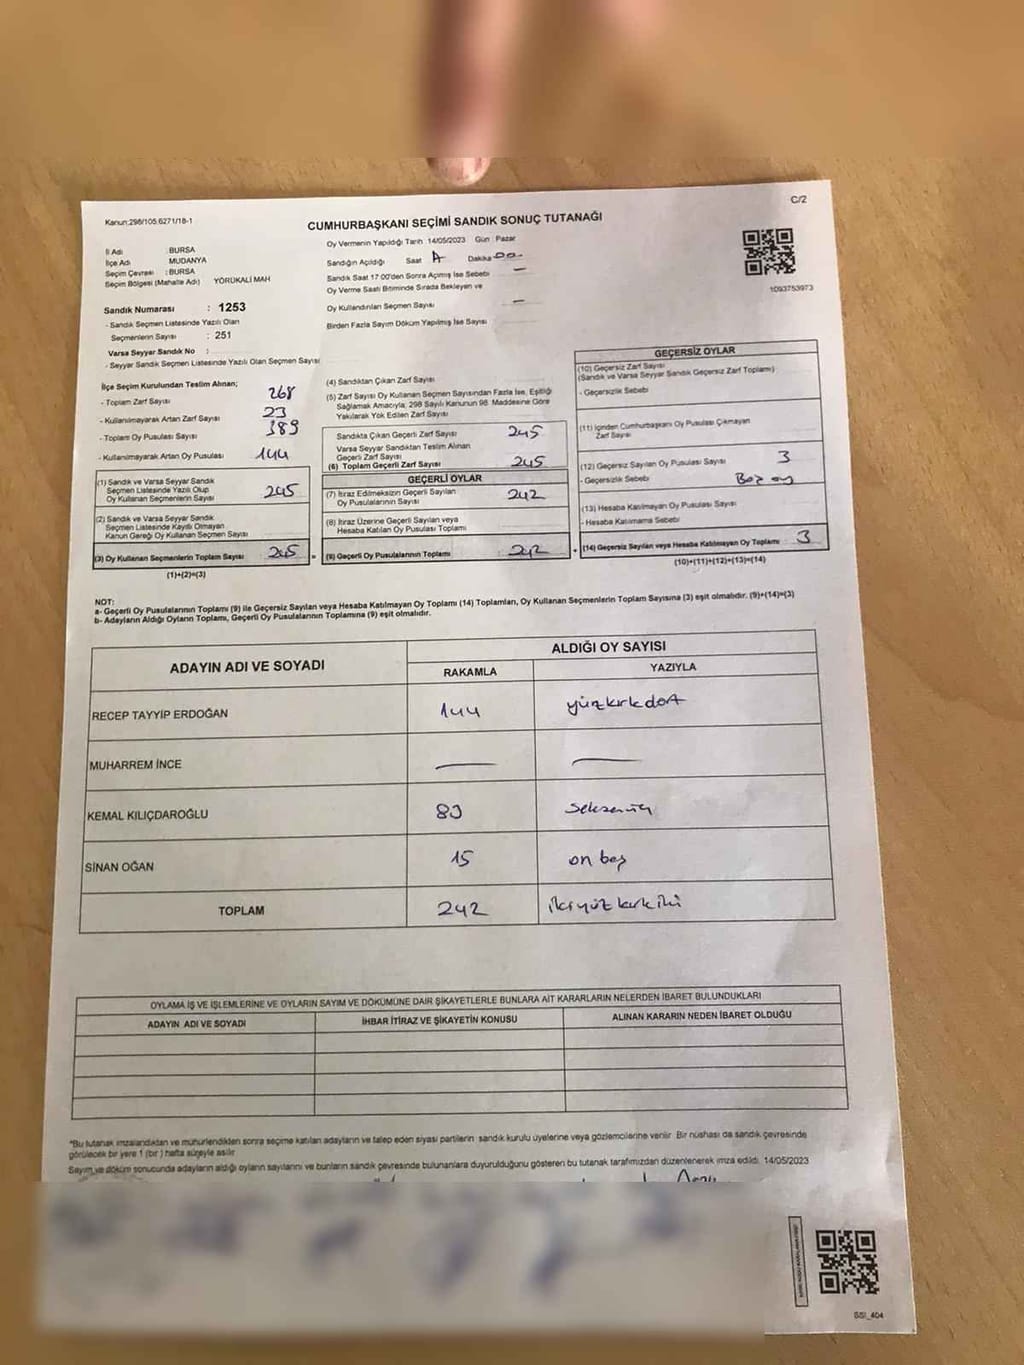 C/2
Kanun:298/105.6271/18-1
CUMHURBAŞKANI SEÇİMİ SANDIK SONUÇ TUTANAĞI
İl Adı : BURSA
İlçe Adı MUDANYA
Seçim Çevresi : BURSA
Seçim Bölgesi (Mahalle Adı) YÖRÜKALİ MAH
Oy Vermenin Yapıldığı Tarih 14/05/2023 Gün : Pazar
Sandığın Açıldığı Saat Dakika 00
Sandık Saat 17:00'den Sonra Açımış İse Sebebi —
Oy Verme Saati Bitiminde Sırada Bekleyen ve
Oy Kullandırılan Seçmen Sayısı —
Birden Fazla Sayım Döküm Yapılmış İse Sayısı
1093753973
Sandık Numarası : 1253
- Sandık Seçmen Listesinde Yazılı Olan
Seçmenlerin Sayısı : 251
Varsa Seyyar Sandık No :
- Seyyar Sandık Seçmen Listesinde Yazılı Olan Seçmen Sayısı
İlçe Seçim Kurulundan Teslim Alınan;
- Toplam Zarf Sayısı 268
- Kullanılmayarak Artan Zarf Sayısı 23
- Toplam Oy Pusulası Sayısı 389
- Kullanılmayarak Artan Oy Pusulası 144
(1) Sandık ve Varsa Seyyar Sandık
Seçmen Listesinde Yazılı Olup
Oy Kullanan Seçmenlerin Sayısı 245
(2) Sandık ve Varsa Seyyar Sandık
Seçmen Listesinde Kayıtlı Olmayan
Kanun Gereği Oy Kullanan Seçmen Sayısı
(3) Oy Kullanan Seçmenlerin Toplam Sayısı 245 =
(1)+(2)=(3)
(4) Sandıktan Çıkan Zarf Sayısı
(5) Zarf Sayısı Oy Kullanan Seçmen Sayısından Fazla İse, Eşitliği
Sağlamak Amacıyla; 298 Sayılı Kanunun 98. Maddesine Göre
Yakılarak Yok Edilen Zarf Sayısı
Sandıkta Çıkan Geçerli Zarf Sayısı 245
Varsa Seyyar Sandıktan Teslim Alınan
Geçerli Zarf Sayısı
(6) Toplam Geçerli Zarf Sayısı 245
GEÇERLİ OYLAR
(7) İtiraz Edilmeksizin Geçerli Sayılan
Oy Pusulasının Sayısı 242
(8) İtiraz Üzerine Geçerli Sayılan veya
Hesaba Katılan Oy Pusulası Toplamı
(9) Geçerli Oy Pusulalarının Toplamı : 242 +
GEÇERSİZ OYLAR
(10) Geçersiz Zarf Sayısı
(Sandık ve Varsa Seyyar Sandık Geçersiz Zarf Toplamı)
- Geçersizlik Sebebi
(11) İçinden Cumhurbaşkanı Oy Pusulası Çıkmayan
Zarf Sayısı
(12) Geçersiz Sayılan Oy Pusulası Sayısı 3
- Geçersizlik Sebebi Boz oy
(13) Hesaba Katılmayan Oy Pusulası Sayısı
- Hesaba Katılmama Sebebi
(14) Geçersiz Sayılan veya Hesaba Katılmayan Oy Toplamı : 3
(10)+(11)+(12)+(13)=(14)
NOT:
a- Geçerli Oy Pusulalarının Toplamı (9) ile Geçersiz Sayılan veya Hesaba Katılmayan Oy Toplamı (14) Toplamları, Oy Kullanan Seçmenlerin Toplam Sayısına (3) eşit olmalıdır. (9)+(14)=(3)
b- Adayların Aldığı Oyların Toplamı, Geçerli Oy Pusulalarının Toplamına (9) eşit olmalıdır.
ADAYIN ADI VE SOYADI ALDIĞI OY SAYISI
RAKAMLA YAZIYLA
RECEP TAYYİP ERDOĞAN 144 yüzkırkdört
MUHARREM İNCE — —
KEMAL KILIÇDAROĞLU 83 seksenüç
SİNAN OĞAN 15 on beş
TOPLAM 242 ikiyüzkırkiki
OYLAMA İŞ VE İŞLEMLERİNE VE OYLARIN SAYIM VE DÖKÜMÜNE DAİR ŞİKAYETLERLE BUNLARA AİT KARARLARIN NELERDEN İBARET BULUNDUKLARI
ADAYIN ADI VE SOYADI İHBAR İTİRAZ VE ŞİKAYETİN KONUSU ALINAN KARARIN NEDEN İBARET OLDUĞU
*Bu tutanak imzalandıktan ve mühürlendikten sonra seçime katılan adayların ve talep eden siyasi partilerin sandık kurulu üyelerine veya gözlemcilerine verilir. Bir nüshası da sandık çevresinde
görülecek bir yere 1 (bir) hafta süreyle asılır
Sayım ve döküm sonucunda adayların aldığı oyların sayılarını ve bunların sandık çevresinde bulunanlara duyurulduğunu gösteren bu tutanak tarafımızdan düzenlenerek imza edildi. 14/05/2023
SSI_404